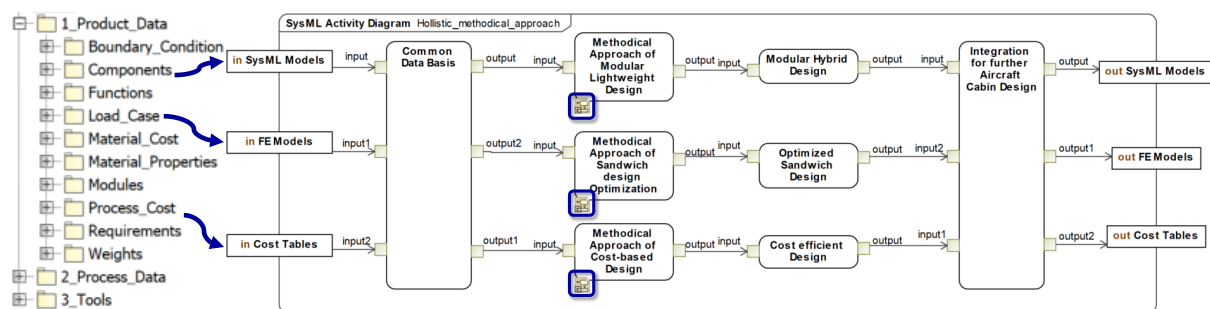 1_Product_Data
Boundary_Condition
Components
Functions
Load_Case
Material_Cost
Material_Properties
Modules
Process_Cost
Requirements
Weights
2_Process_Data
3_Tools
SysML Activity Diagram Hollistic_methodical_approach
in SysML Models
input
Common
Data Basis
output
input
Methodical
Approach of
Modular
Lightweight
Design
output
input
Modular Hybrid
Design
output
input
Integration
for further
Aircraft
Cabin Design
output
out SysML Models
in FE Models
input1
output2
input
Methodical
Approach of
Sandwich
design
Optimization
output
input
Optimized
Sandwich
Design
output
input2
output1
out FE Models
in Cost Tables
input2
output1
input
Methodical
Approach of
Cost-based
Design
output
input
Cost efficient
Design
output
input1
output2
out Cost Tables